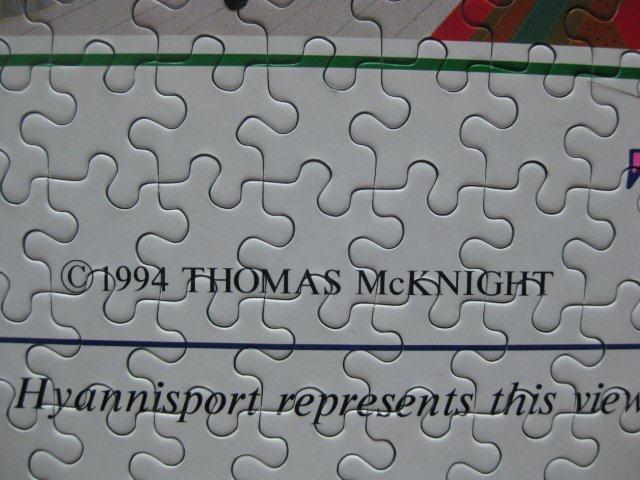 ©1994 THOMAS McKNIGHT
Hyannisport represents this view